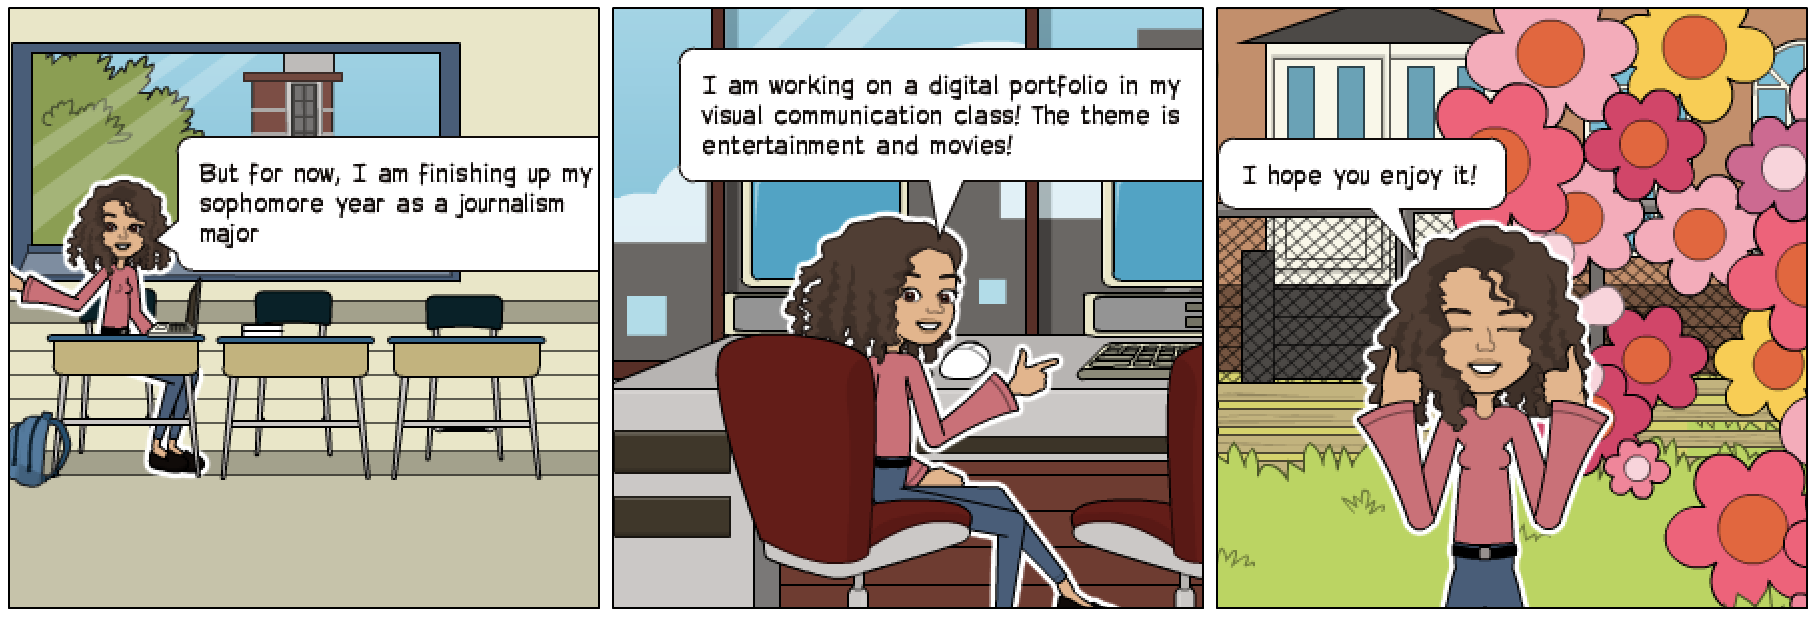 But for now, I am finishing up my
sophomore year as a journalism
major
I am working on a digital portfolio in my
visual communication class! The theme is
entertainment and movies!
I hope you enjoy it!